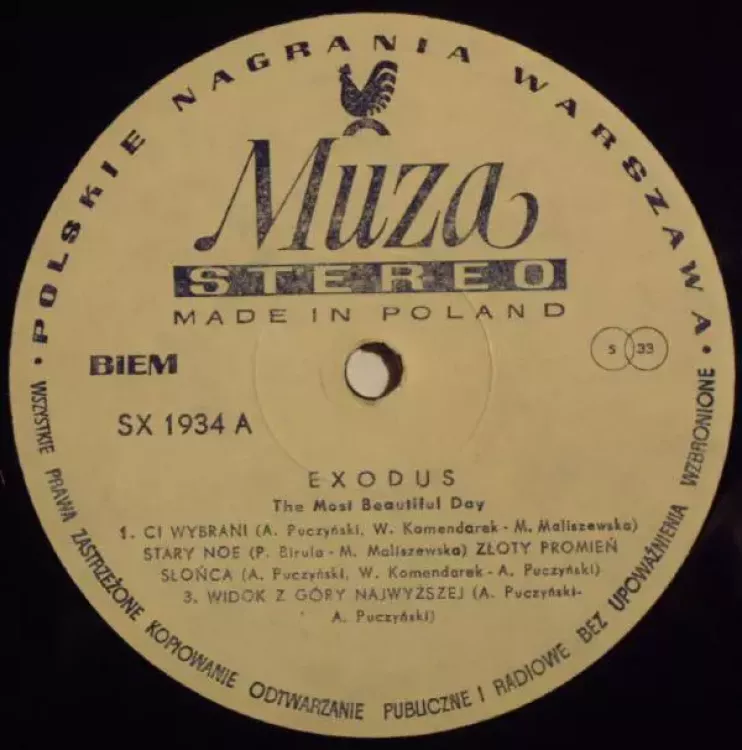 • POLSKIE NAGRANIA WARSZAWA •
Muza
STEREO
MADE IN POLAND
BIEM
S 33
SX 1934 A
EXODUS
The Most Beautiful Day
1. CI WYBRANI (A. Puczyński, W. Komendarek - M. Maliszewska)
STARY NOE (P. Birula - M. Maliszewska) ZŁOTY PROMIEŃ
SŁOŃCA (A. Puczyński, W. Komendarek - A. Puczyński)
3. WIDOK Z GÓRY NAJWYŻSZEJ (A. Puczyński-
A. Puczyński)
WSZYSTKIE PRAWA ZASTRZEŻONE KOPIOWANIE ODTWARZANIE PUBLICZNE I RADIOWE BEZ UPOWAŻNIENIA WZBRONIONE